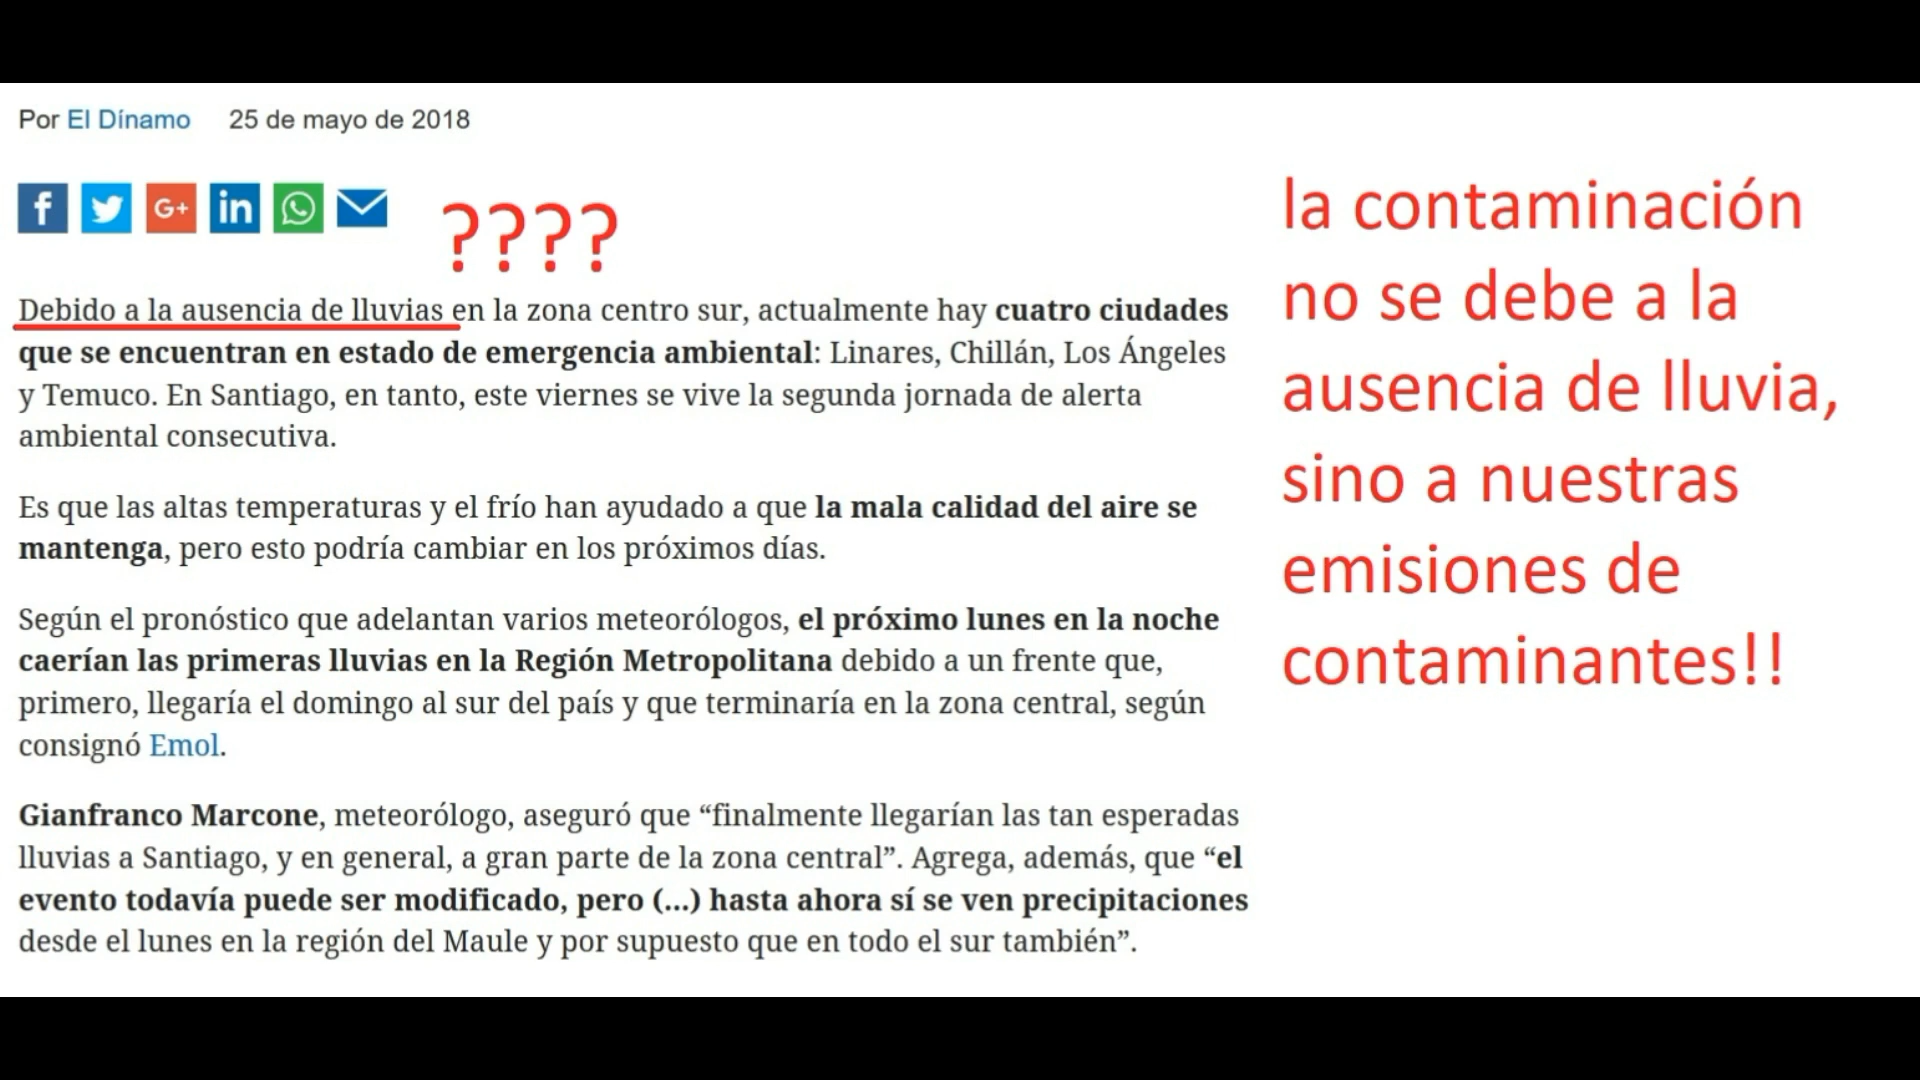 Por El Dínamo 25 de mayo de 2018
f G+ in
????
Debido a la ausencia de lluvias en la zona centro sur, actualmente hay cuatro ciudades
que se encuentran en estado de emergencia ambiental: Linares, Chillán, Los Ángeles
y Temuco. En Santiago, en tanto, este viernes se vive la segunda jornada de alerta
ambiental consecutiva.
Es que las altas temperaturas y el frío han ayudado a que la mala calidad del aire se
mantenga, pero esto podría cambiar en los próximos días.
Según el pronóstico que adelantan varios meteorólogos, el próximo lunes en la noche
caerían las primeras lluvias en la Región Metropolitana debido a un frente que,
primero, llegaría el domingo al sur del país y que terminaría en la zona central, según
consignó Emol.
Gianfranco Marcone, meteorólogo, aseguró que “finalmente llegarían las tan esperadas
lluvias a Santiago, y en general, a gran parte de la zona central”. Agrega, además, que “el
evento todavía puede ser modificado, pero (...) hasta ahora sí se ven precipitaciones
desde el lunes en la región del Maule y por supuesto que en todo el sur también”.
la contaminación
no se debe a la
ausencia de lluvia,
sino a nuestras
emisiones de
contaminantes!!